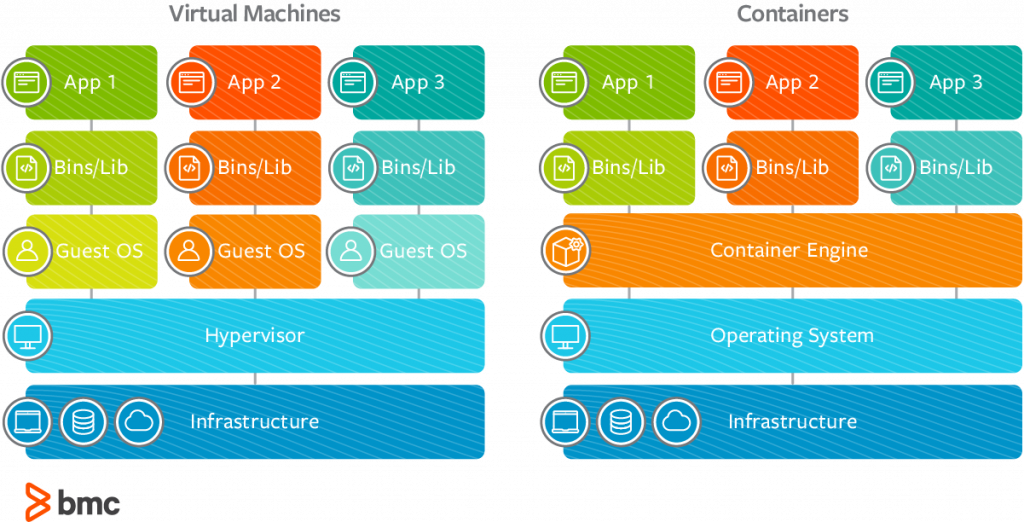 Virtual Machines
App 1
App 2
App 3
Bins/Lib
Bins/Lib
Bins/Lib
Guest OS
Guest OS
Guest OS
Hypervisor
Infrastructure
Containers
App 1
App 2
App 3
Bins/Lib
Bins/Lib
Bins/Lib
Container Engine
Operating System
Infrastructure
bmc